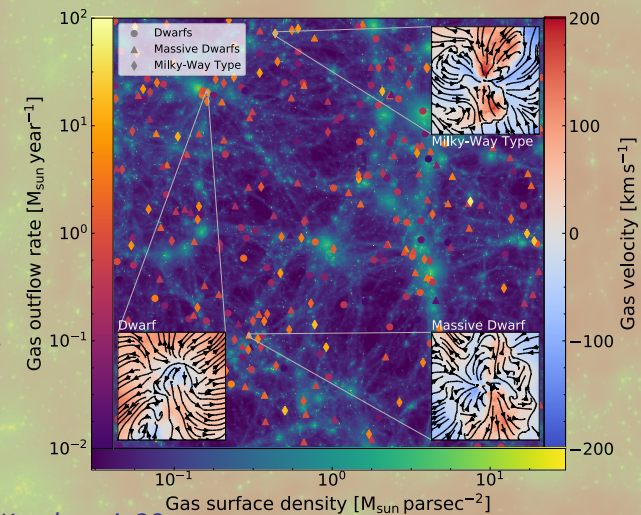 10²
10¹
10⁰
10⁻¹
10⁻²
Gas outflow rate [M_sun year⁻¹]
Dwarfs
Massive Dwarfs
Milky-Way Type
Milky-Way Type
Dwarf
Massive Dwarf
200
100
0
−100
−200
Gas velocity [km s⁻¹]
10⁻¹
10⁰
10¹
Gas surface density [M_sun parsec⁻²]